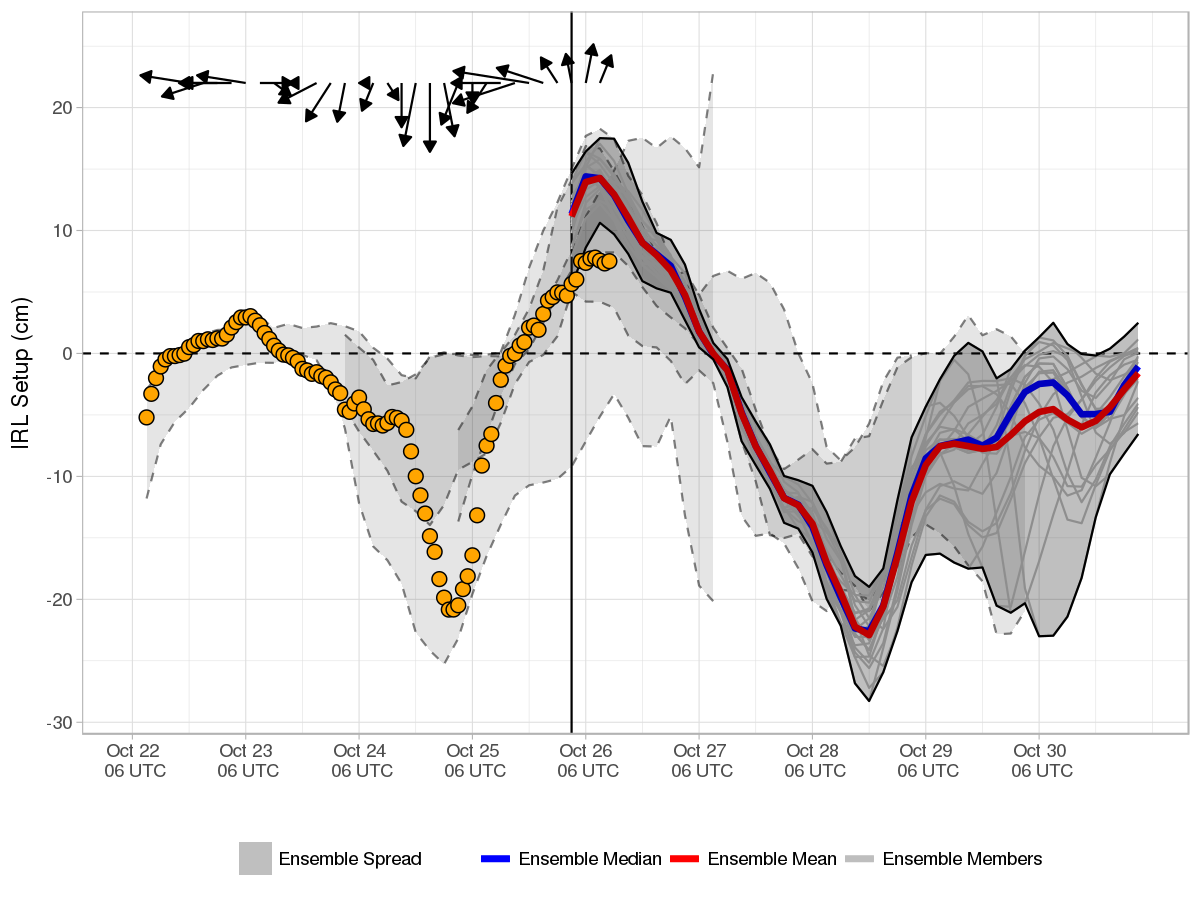 IRL Setup (cm)
20
10
0
-10
-20
-30
Oct 22 Oct 23 Oct 24 Oct 25 Oct 26 Oct 27 Oct 28 Oct 29 Oct 30
06 UTC 06 UTC 06 UTC 06 UTC 06 UTC 06 UTC 06 UTC 06 UTC 06 UTC
Ensemble Spread Ensemble Median Ensemble Mean Ensemble Members